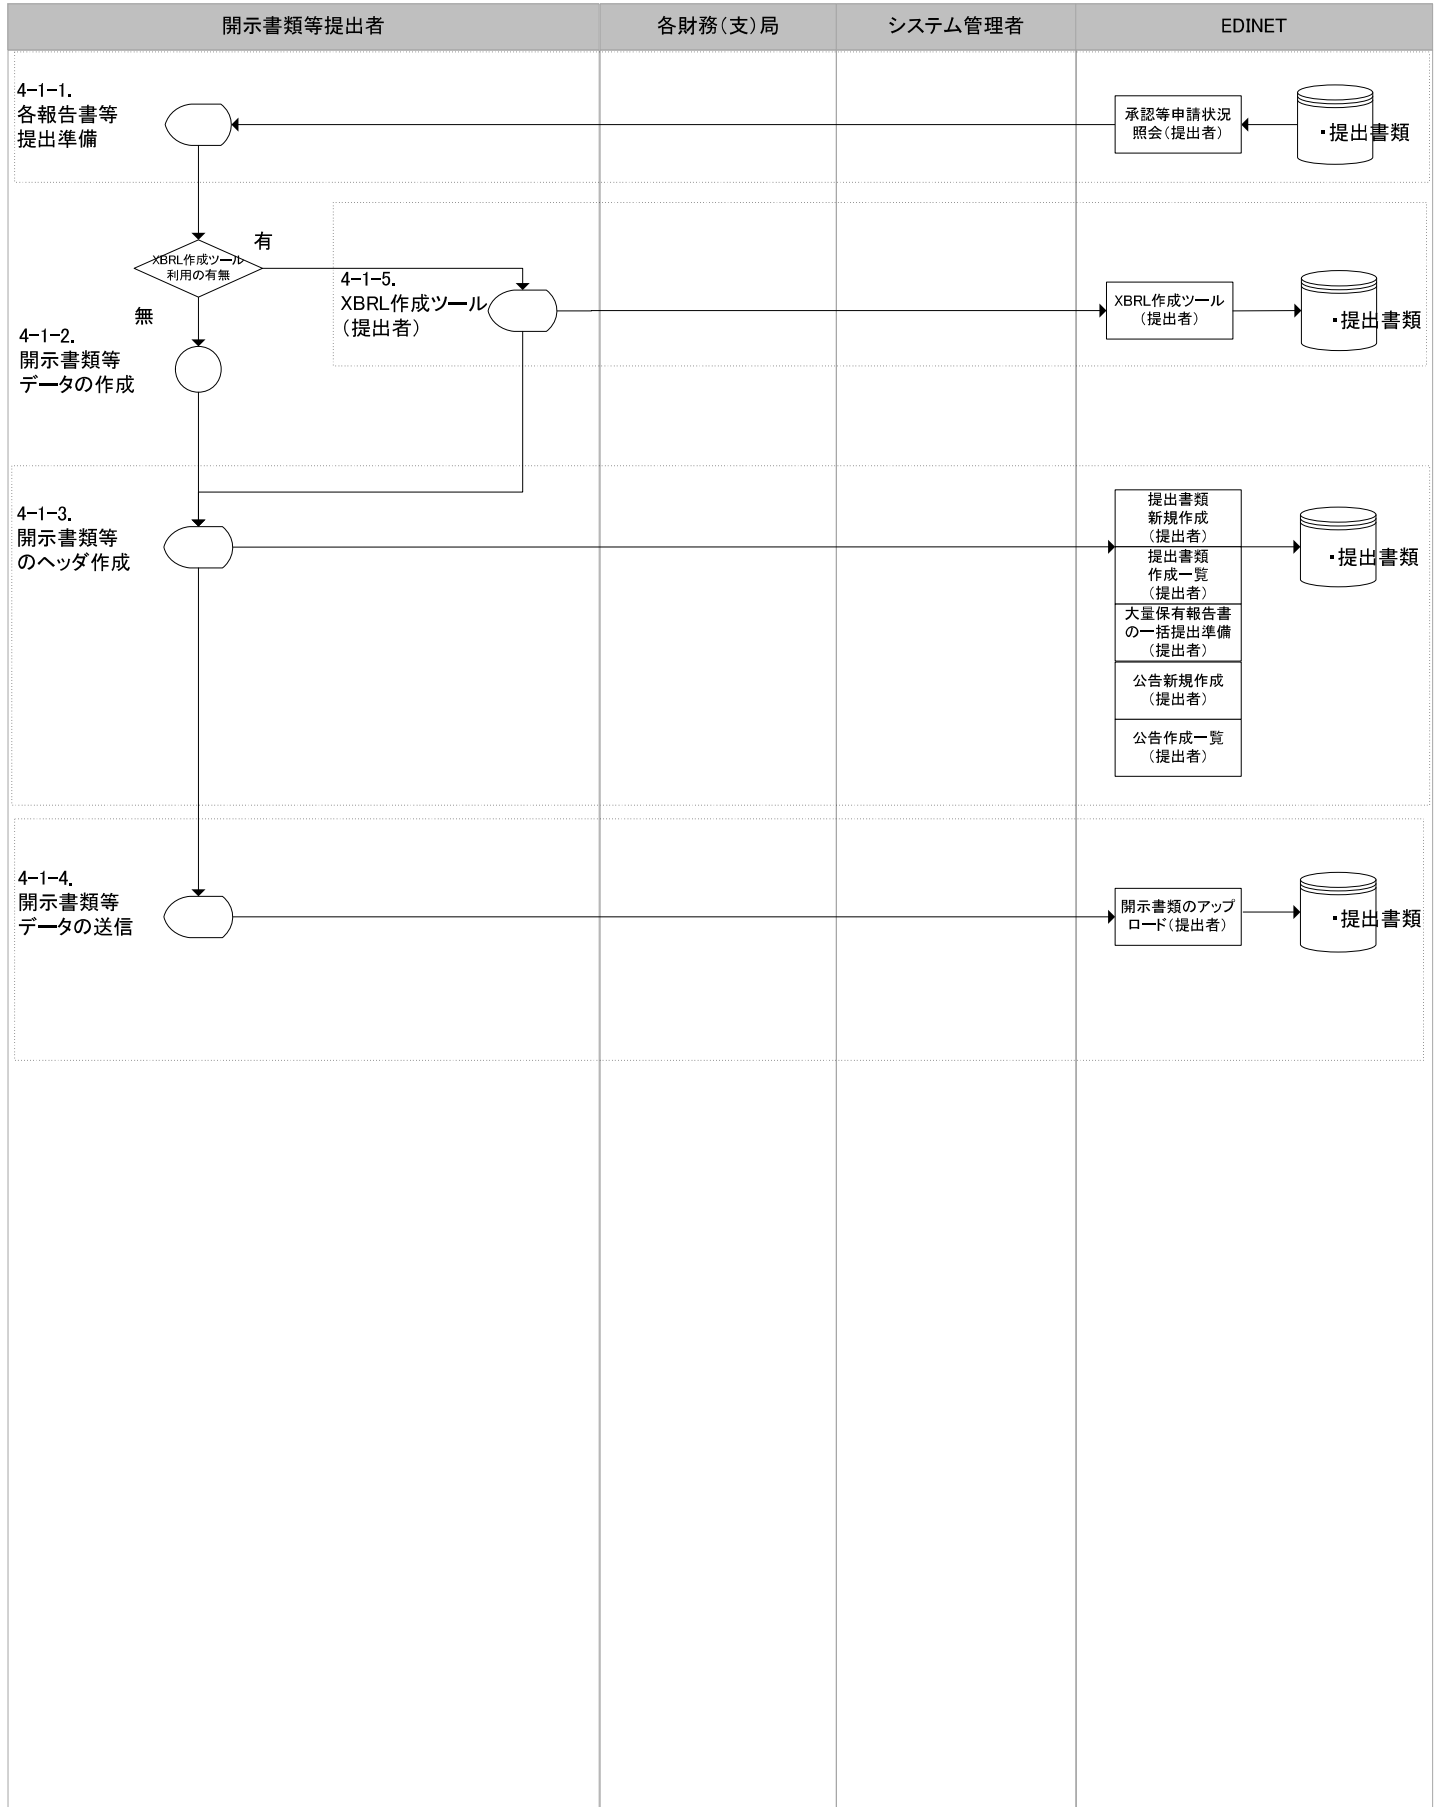 開示書類等提出者
各財務（支）局
システム管理者
EDINET
4-1-1.
各報告書等
提出準備
承認等申請状況
照会（提出者）
・提出書類
XBRL作成ツール
利用の有無
有
無
4-1-5.
XBRL作成ツール
（提出者）
XBRL作成ツール
（提出者）
・提出書類
4-1-2.
開示書類等
データの作成
4-1-3.
開示書類等
のヘッダ作成
提出書類
新規作成
（提出者）
提出書類
作成一覧
（提出者）
大量保有報告書
の一括提出準備
（提出者）
公告新規作成
（提出者）
公告作成一覧
（提出者）
・提出書類
4-1-4.
開示書類等
データの送信
開示書類のアップ
ロード（提出者）
・提出書類